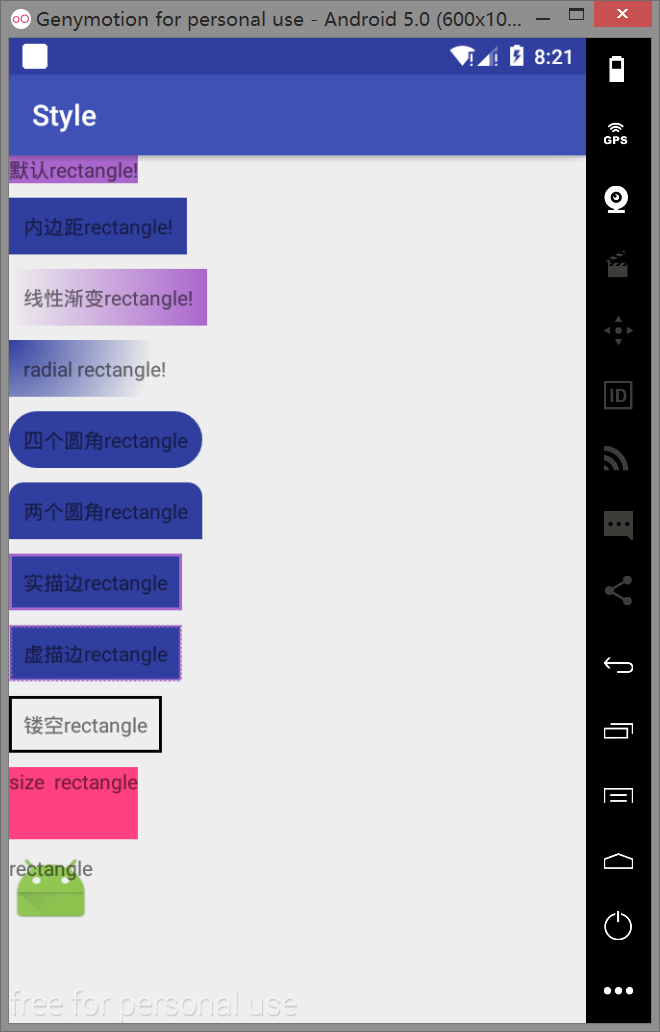 Genymotion for personal use - Android 5.0 (600x10...
8:21
Style
GPS
默认rectangle!
内边距rectangle!
线性渐变rectangle!
radial rectangle!
ID
四个圆角rectangle
两个圆角rectangle
实描边rectangle
虚描边rectangle
镂空rectangle
size  rectangle
rectangle
free for personal use